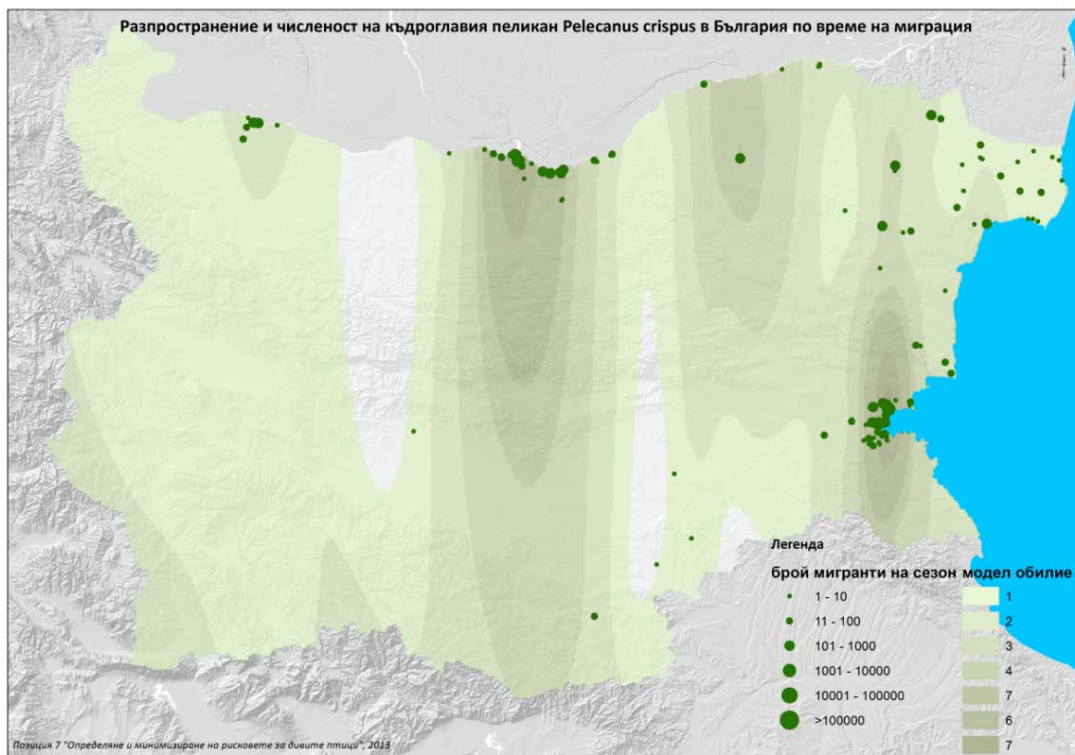 Разпространение и численост на къдроглавия пеликан Pelecanus crispus в България по време на миграция
Легенда
брой мигранти на сезон модел обилие
1 - 10 1
11 - 100 2
101 - 1000 3
1001 - 10000 4
10001 - 100000 7
>100000 6
7
Позиция 7 "Определяне и минимизиране на рисковете за дивите птици", 2013